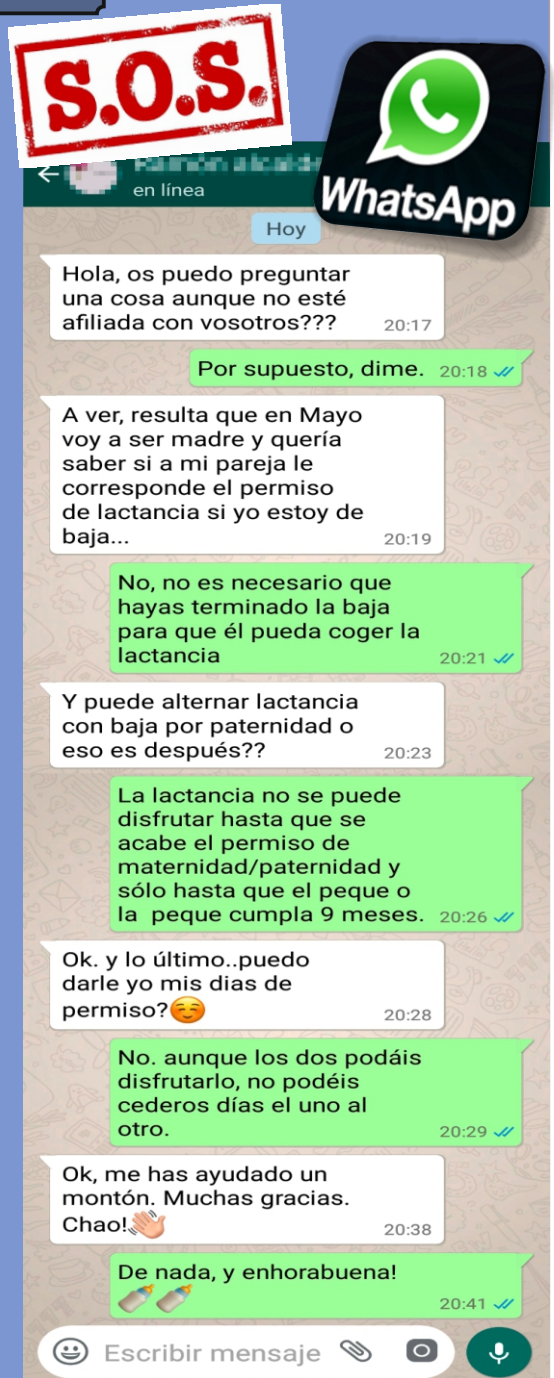 S.O.S.
WhatsApp
en línea
Hoy
Hola, os puedo preguntar
una cosa aunque no esté
afiliada con vosotros???
20:17
Por supuesto, dime.
20:18
A ver, resulta que en Mayo
voy a ser madre y quería
saber si a mi pareja le
corresponde el permiso
de lactancia si yo estoy de
baja...
20:19
No, no es necesario que
hayas terminado la baja
para que él pueda coger la
lactancia
20:21
Y puede alternar lactancia
con baja por paternidad o
eso es después??
20:23
La lactancia no se puede
disfrutar hasta que se
acabe el permiso de
maternidad/paternidad y
sólo hasta que el peque o
la peque cumpla 9 meses.
20:26
Ok. y lo último..puedo
darle yo mis dias de
permiso?☺️
20:28
No. aunque los dos podáis
disfrutarlo, no podéis
cederos días el uno al
otro.
20:29
Ok, me has ayudado un
montón. Muchas gracias.
Chao!👋
20:38
De nada, y enhorabuena!
🍼🍼
20:41
Escribir mensaje